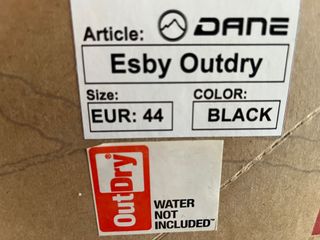 Article: DANE
Esby Outdry
Size: COLOR:
EUR: 44 BLACK
OutDry
WATER
NOT
INCLUDED™